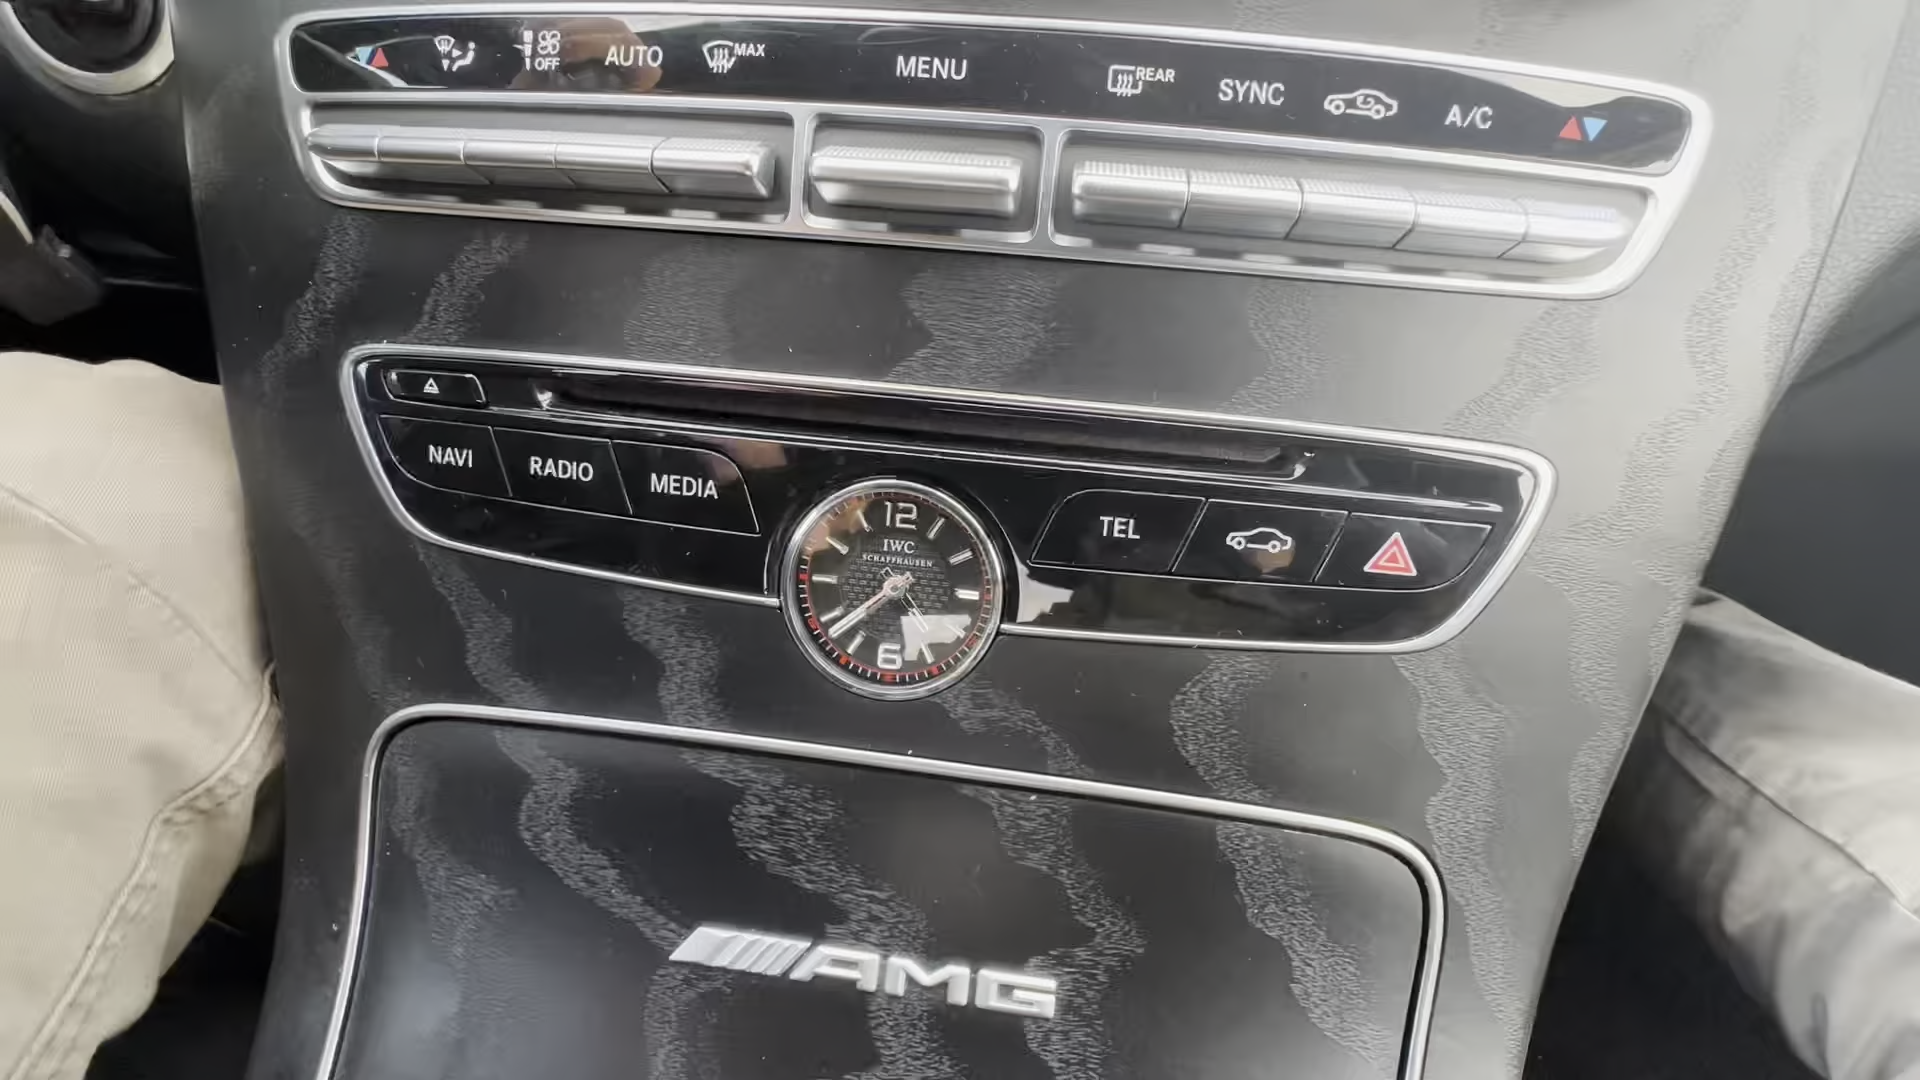 OFF AUTO MAX MENU REAR SYNC A/C
NAVI RADIO MEDIA
TEL
12
IWC
SCHAFFHAUSEN
6
AMG